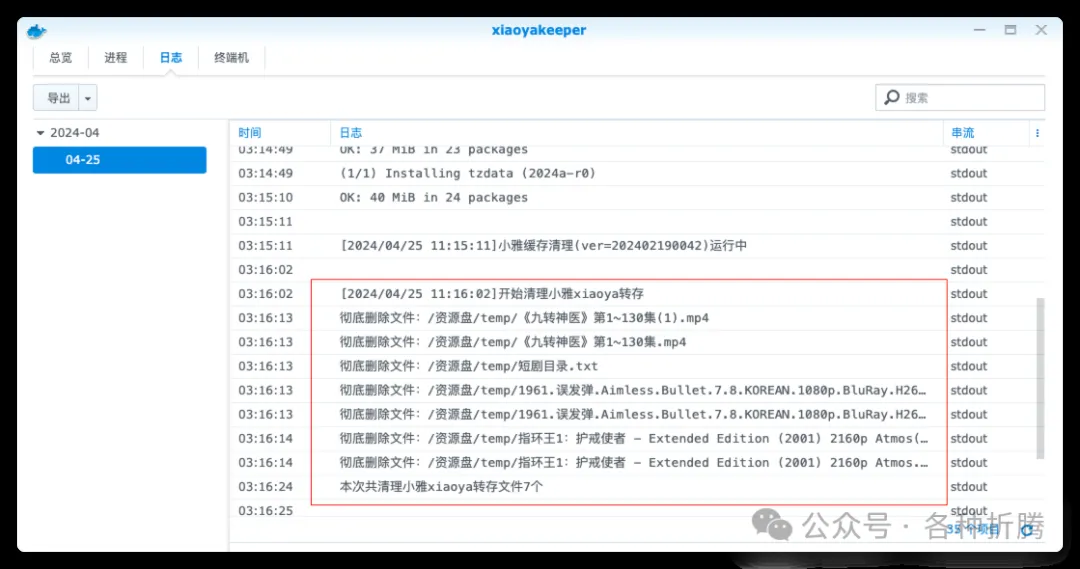 xiaoyakeeper
总览 进程 日志 终端机
导出 搜索
2024-04
04-25
时间 日志 串流
03:14:49 OK: 37 MiB in 23 packages stdout
03:14:49 (1/1) Installing tzdata (2024a-r0) stdout
03:15:10 OK: 40 MiB in 24 packages stdout
03:15:11 stdout
03:15:11 [2024/04/25 11:15:11]小雅缓存清理(ver=202402190042)运行中 stdout
03:16:02 stdout
03:16:02 [2024/04/25 11:16:02]开始清理小雅xiaoya转存 stdout
03:16:13 彻底删除文件: /资源盘/temp/《九转神医》第1~130集(1).mp4 stdout
03:16:13 彻底删除文件: /资源盘/temp/《九转神医》第1~130集.mp4 stdout
03:16:13 彻底删除文件: /资源盘/temp/短剧目录.txt stdout
03:16:13 彻底删除文件: /资源盘/temp/1961.误发弹.Aimless.Bullet.7.8.KOREAN.1080p.BluRay.H26… stdout
03:16:13 彻底删除文件: /资源盘/temp/1961.误发弹.Aimless.Bullet.7.8.KOREAN.1080p.BluRay.H26… stdout
03:16:14 彻底删除文件: /资源盘/temp/指环王1: 护戒使者 - Extended Edition (2001) 2160p Atmos(… stdout
03:16:14 彻底删除文件: /资源盘/temp/指环王1: 护戒使者 - Extended Edition (2001) 2160p Atmos.… stdout
03:16:24 本次共清理小雅xiaoya转存文件7个 stdout
03:16:25 stdout
35 个项目
公众号 · 各种折腾